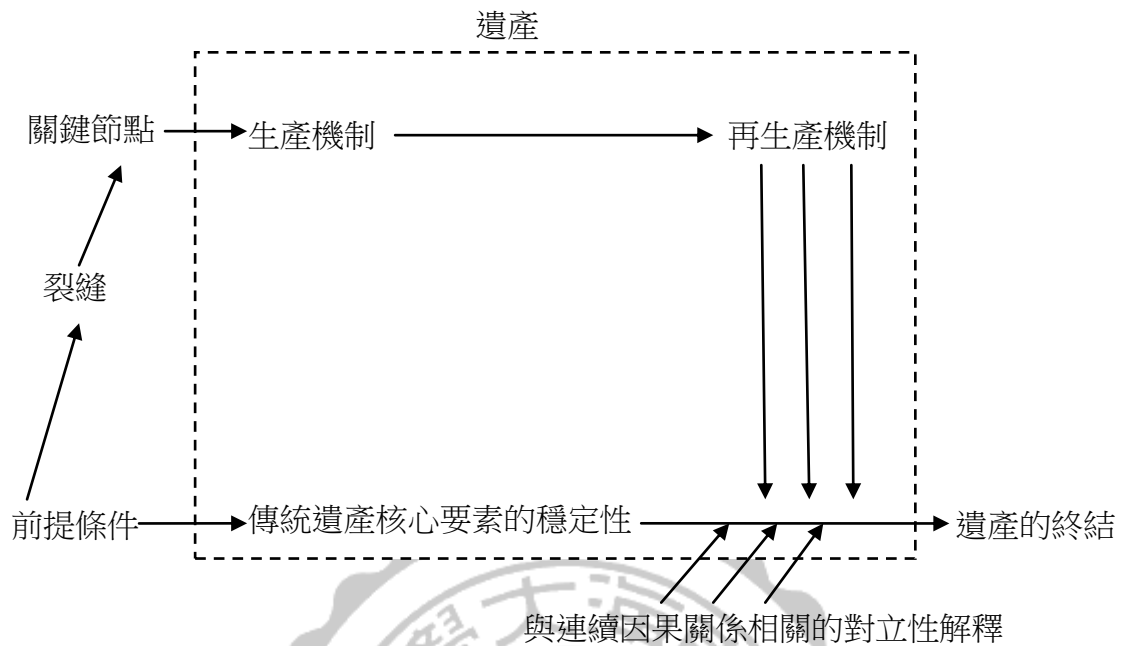 遺產
關鍵節點 生產機制 再生產機制
裂縫
前提條件 傳統遺產核心要素的穩定性 遺產的終結
與連續因果關係相關的對立性解釋